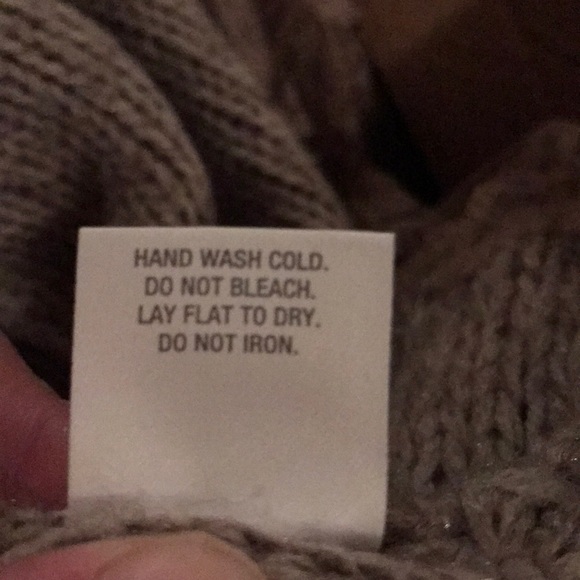 HAND WASH COLD.
DO NOT BLEACH.
LAY FLAT TO DRY.
DO NOT IRON.